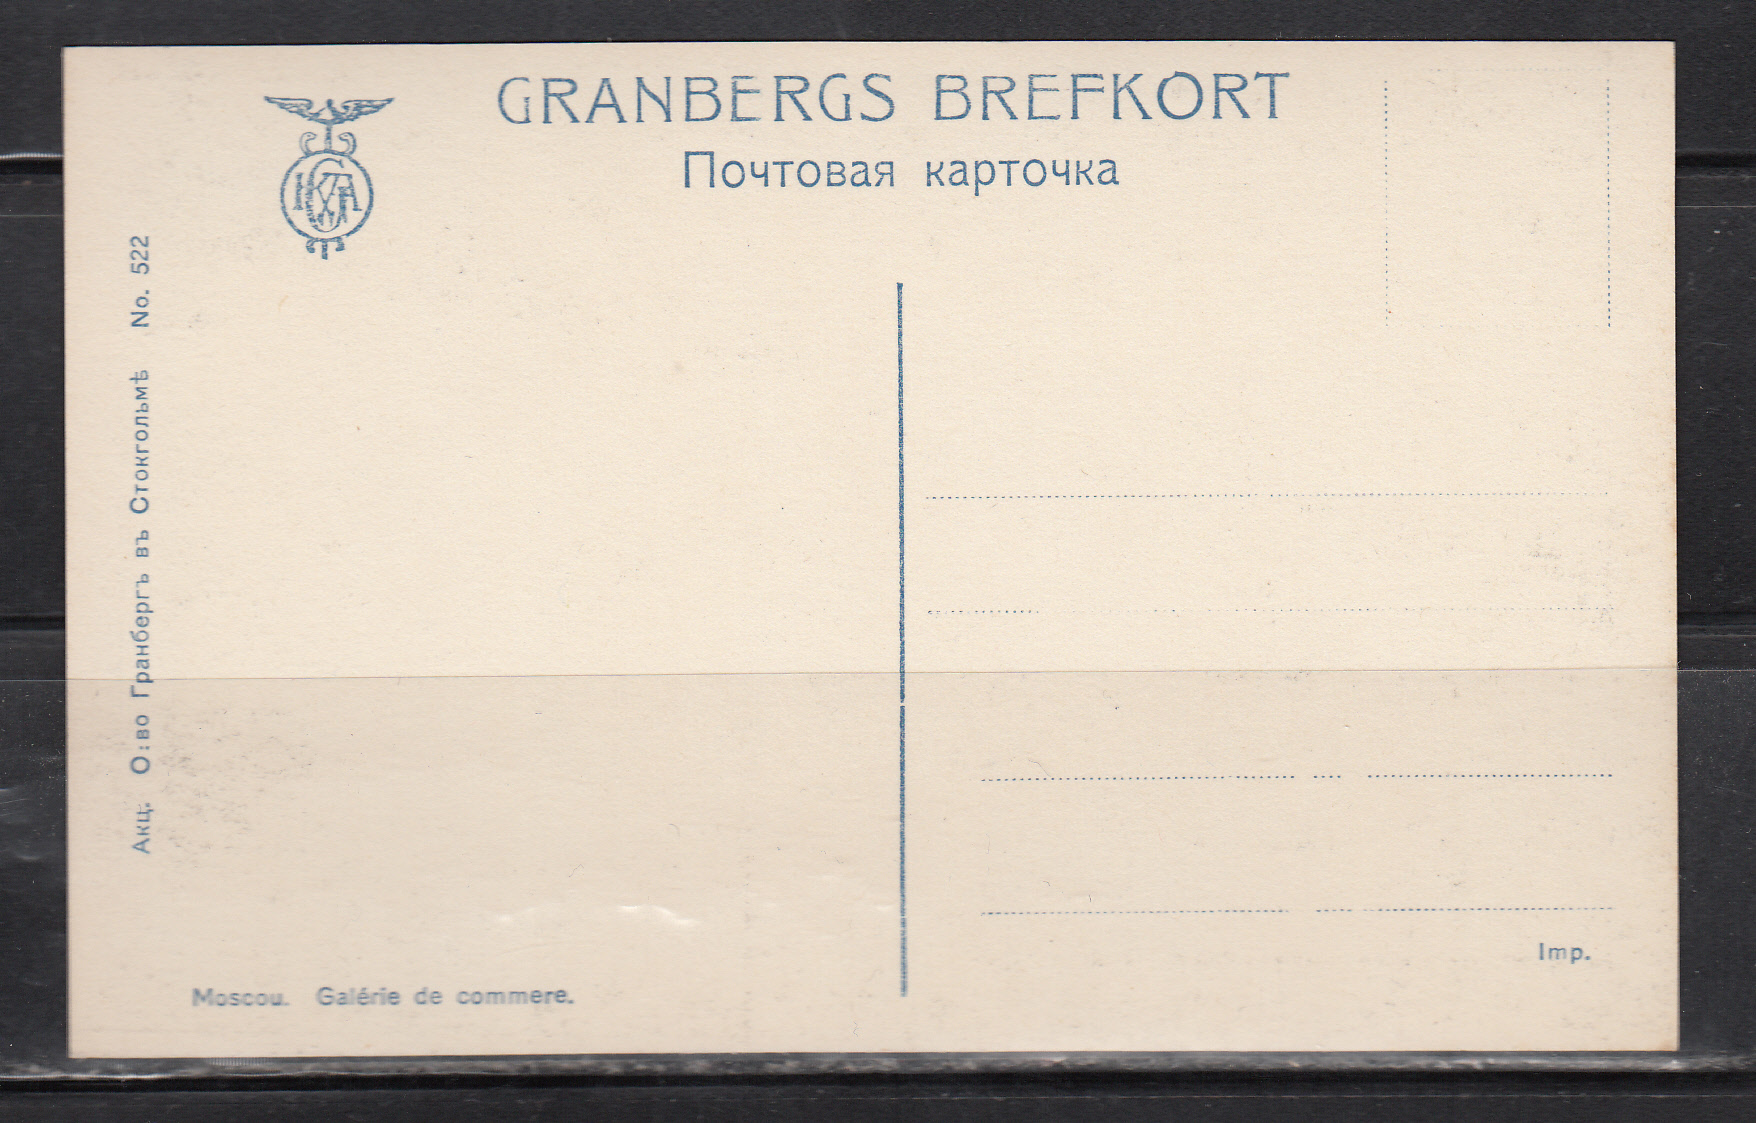 GRANBERGS BREFKORT
Почтовая карточка
Акц. О:во Гранбергъ въ Стокгольмѣ No. 522
Imp.
Moscou. Galérie de commere.